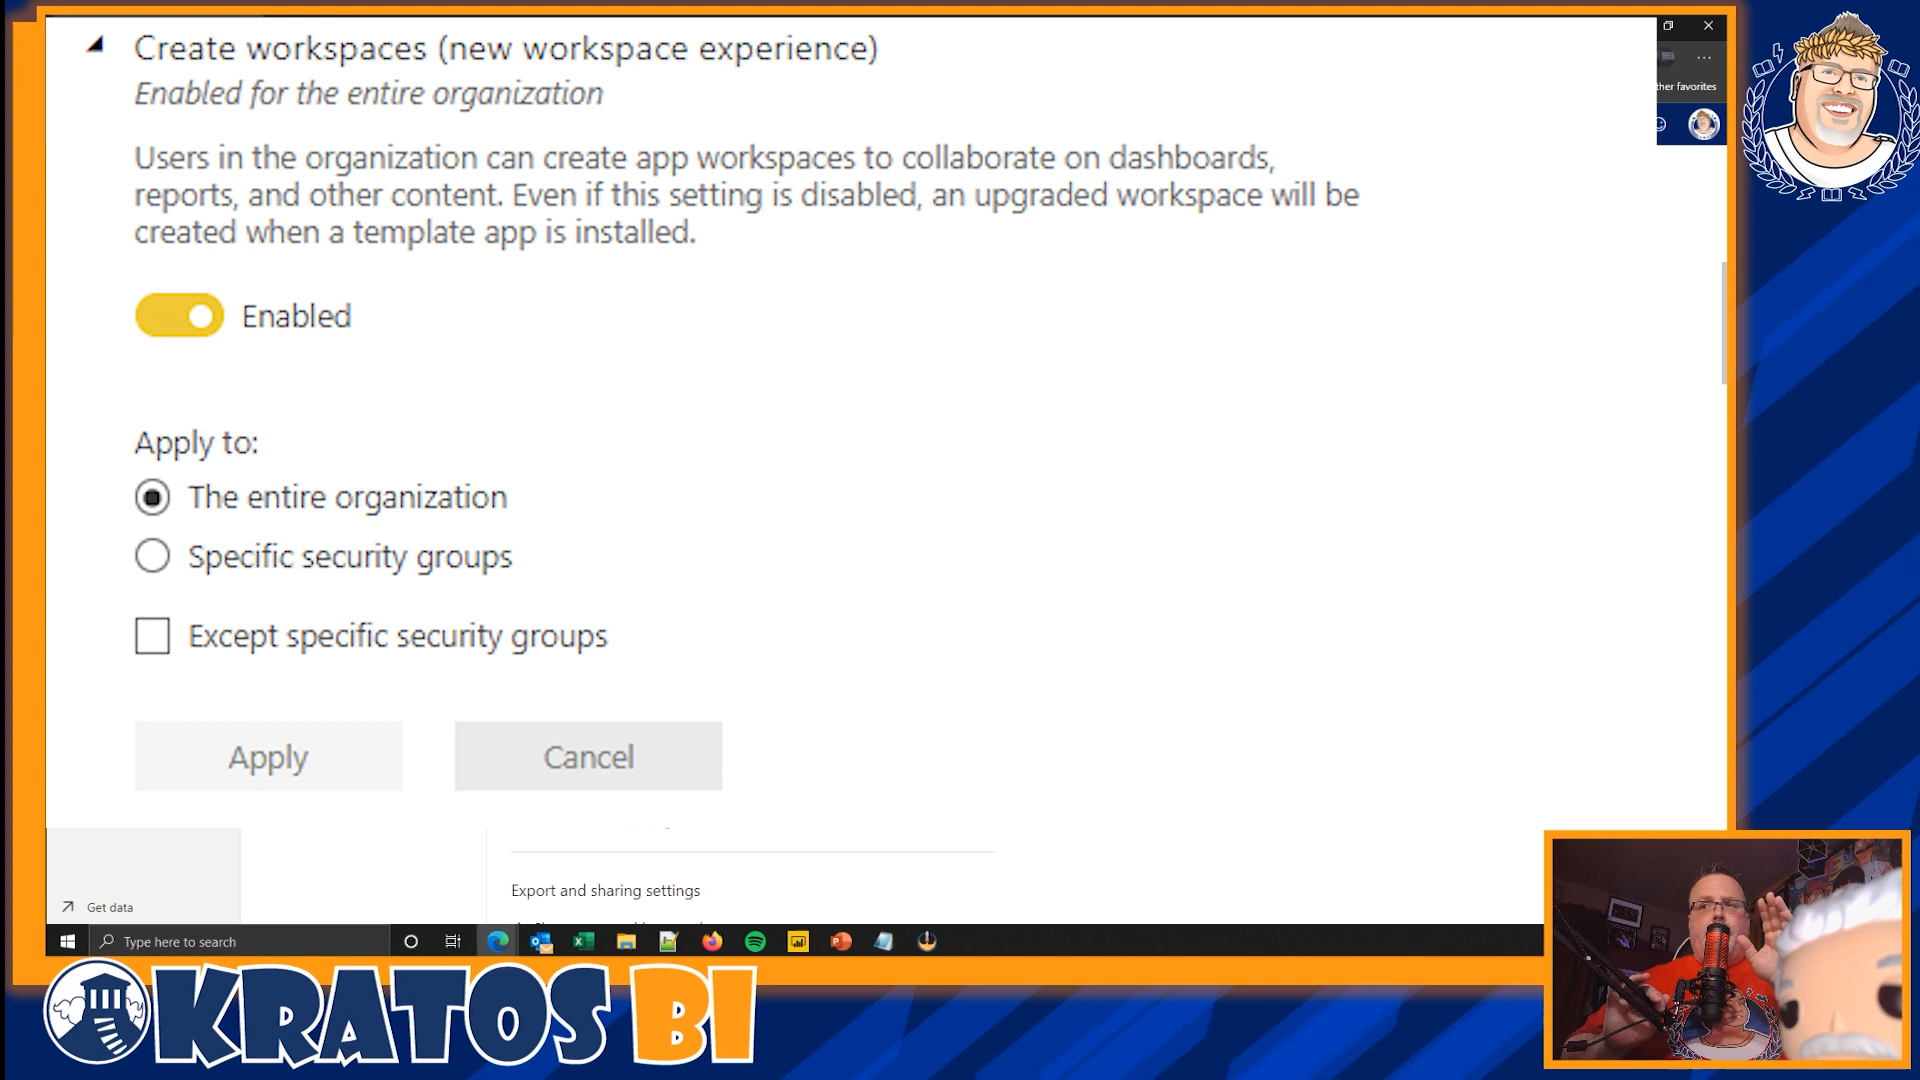 Create workspaces (new workspace experience)
Enabled for the entire organization
Users in the organization can create app workspaces to collaborate on dashboards,
reports, and other content. Even if this setting is disabled, an upgraded workspace will be
created when a template app is installed.
Enabled
Apply to:
The entire organization
Specific security groups
Except specific security groups
Apply
Cancel
ther favorites
Get data
Export and sharing settings
Type here to search
KRATOS BI